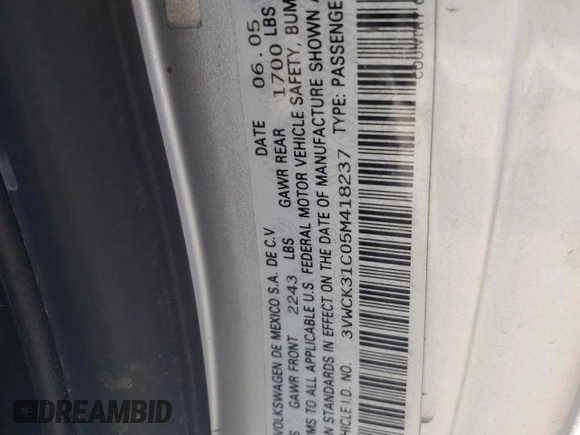 VOLKSWAGEN DE MEXICO S.A. DE C.V DATE 06.05
GAWR FRONT 2243 LBS GAWR REAR 1700 LBS
TO ALL APPLICABLE U.S. FEDERAL MOTOR VEHICLE SAFETY, BUM
STANDARDS IN EFFECT ON THE DATE OF MANUFACTURE SHOWN
VEHICLE I.D. NO. 3VWCK31C05M418237 TYPE: PASSENGE
DREAMBID